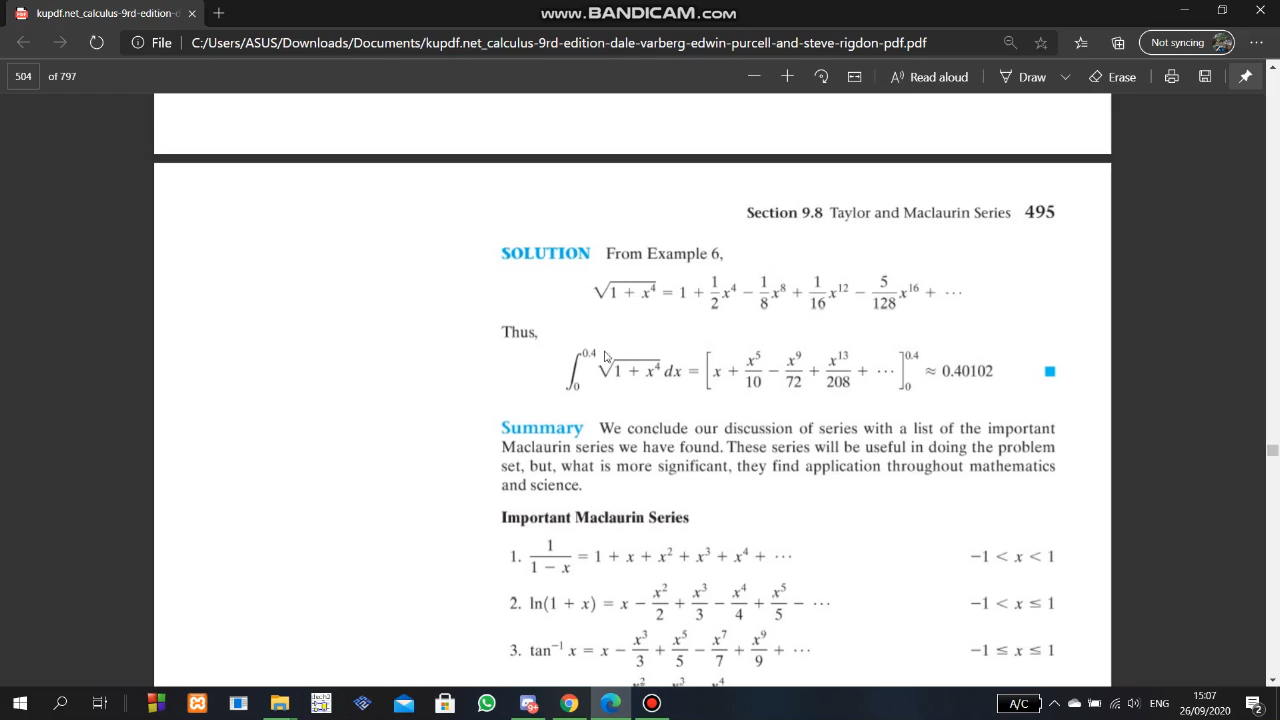 www.BANDICAM.com
kupdf.net_calculus-9rd-edition-d
File C:/Users/ASUS/Downloads/Documents/kupdf.net_calculus-9rd-edition-dale-varberg-edwin-purcell-and-steve-rigdon-pdf.pdf Not syncing
504 of 797 Read aloud Draw Erase
Section 9.8 Taylor and Maclaurin Series 495
SOLUTION From Example 6,
√(1 + x⁴) = 1 + 1/2 x⁴ − 1/8 x⁸ + 1/16 x¹² − 5/128 x¹⁶ + ⋯
Thus,
∫₀^0.4 √(1 + x⁴) dx = [x + x⁵/10 − x⁹/72 + x¹³/208 + ⋯]₀^0.4 ≈ 0.40102
Summary We conclude our discussion of series with a list of the important
Maclaurin series we have found. These series will be useful in doing the problem
set, but, what is more significant, they find application throughout mathematics
and science.
Important Maclaurin Series
1. 1/(1 − x) = 1 + x + x² + x³ + x⁴ + ⋯ −1 < x < 1
2. ln(1 + x) = x − x²/2 + x³/3 − x⁴/4 + x⁵/5 − ⋯ −1 < x ≤ 1
3. tan⁻¹ x = x − x³/3 + x⁵/5 − x⁷/7 + x⁹/9 + ⋯ −1 ≤ x ≤ 1
A/C ENG 15:07
26/09/2020